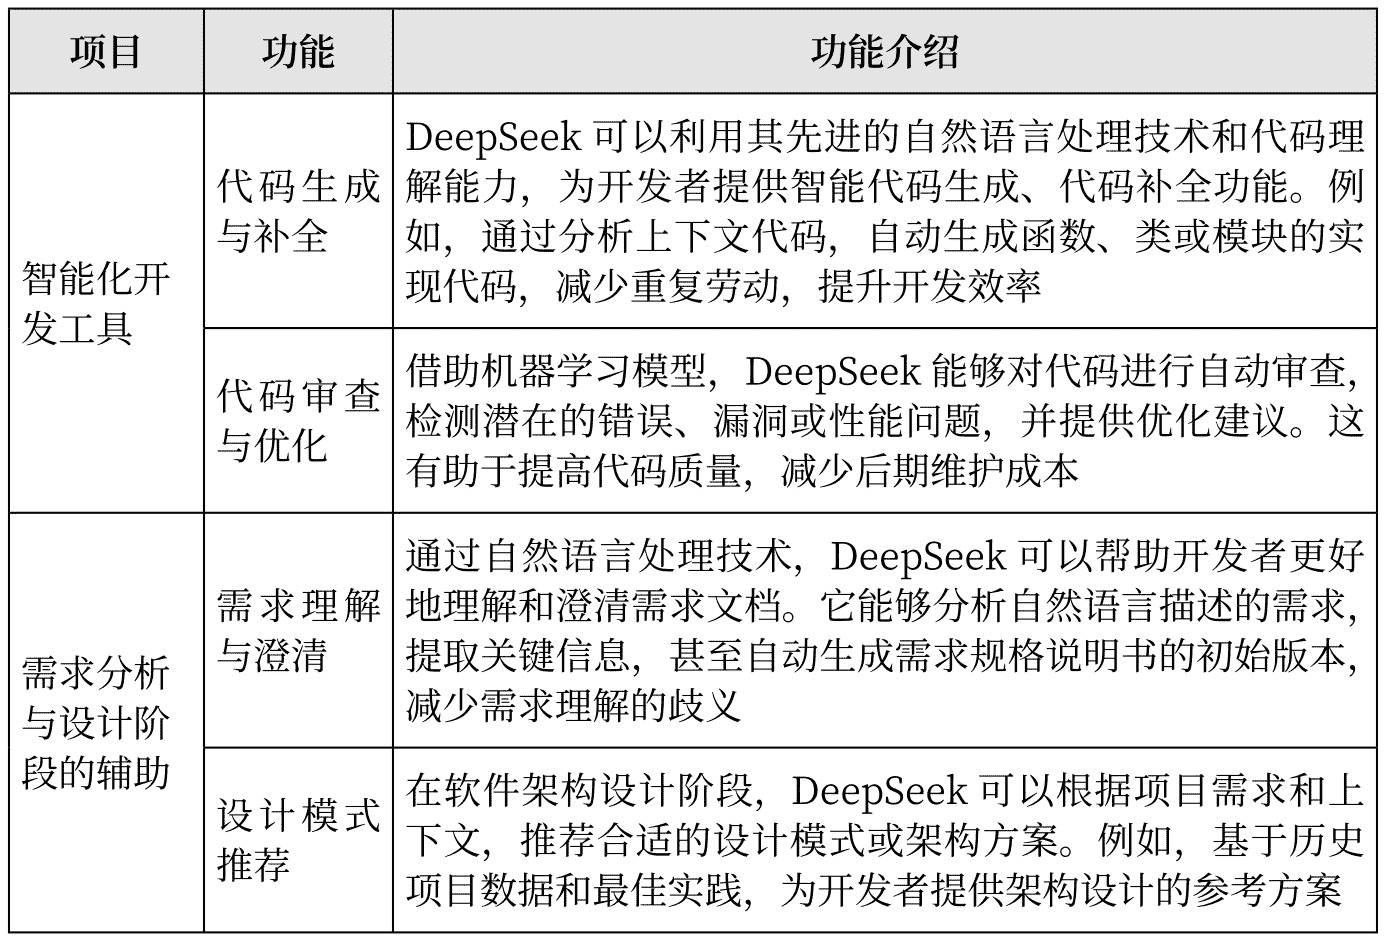 项目
功能
功能介绍
智能化开
发工具
代码生成
与补全
DeepSeek 可以利用其先进的自然语言处理技术和代码理
解能力，为开发者提供智能代码生成、代码补全功能。例
如，通过分析上下文代码，自动生成函数、类或模块的实
现代码，减少重复劳动，提升开发效率
代码审查
与优化
借助机器学习模型，DeepSeek 能够对代码进行自动审查，
检测潜在的错误、漏洞或性能问题，并提供优化建议。这
有助于提高代码质量，减少后期维护成本
需求分析
与设计阶
段的辅助
需求理解
与澄清
通过自然语言处理技术，DeepSeek 可以帮助开发者更好
地理解和澄清需求文档。它能够分析自然语言描述的需求，
提取关键信息，甚至自动生成需求规格说明书的初始版本，
减少需求理解的歧义
设计模式
推荐
在软件架构设计阶段，DeepSeek 可以根据项目需求和上
下文，推荐合适的设计模式或架构方案。例如，基于历史
项目数据和最佳实践，为开发者提供架构设计的参考方案